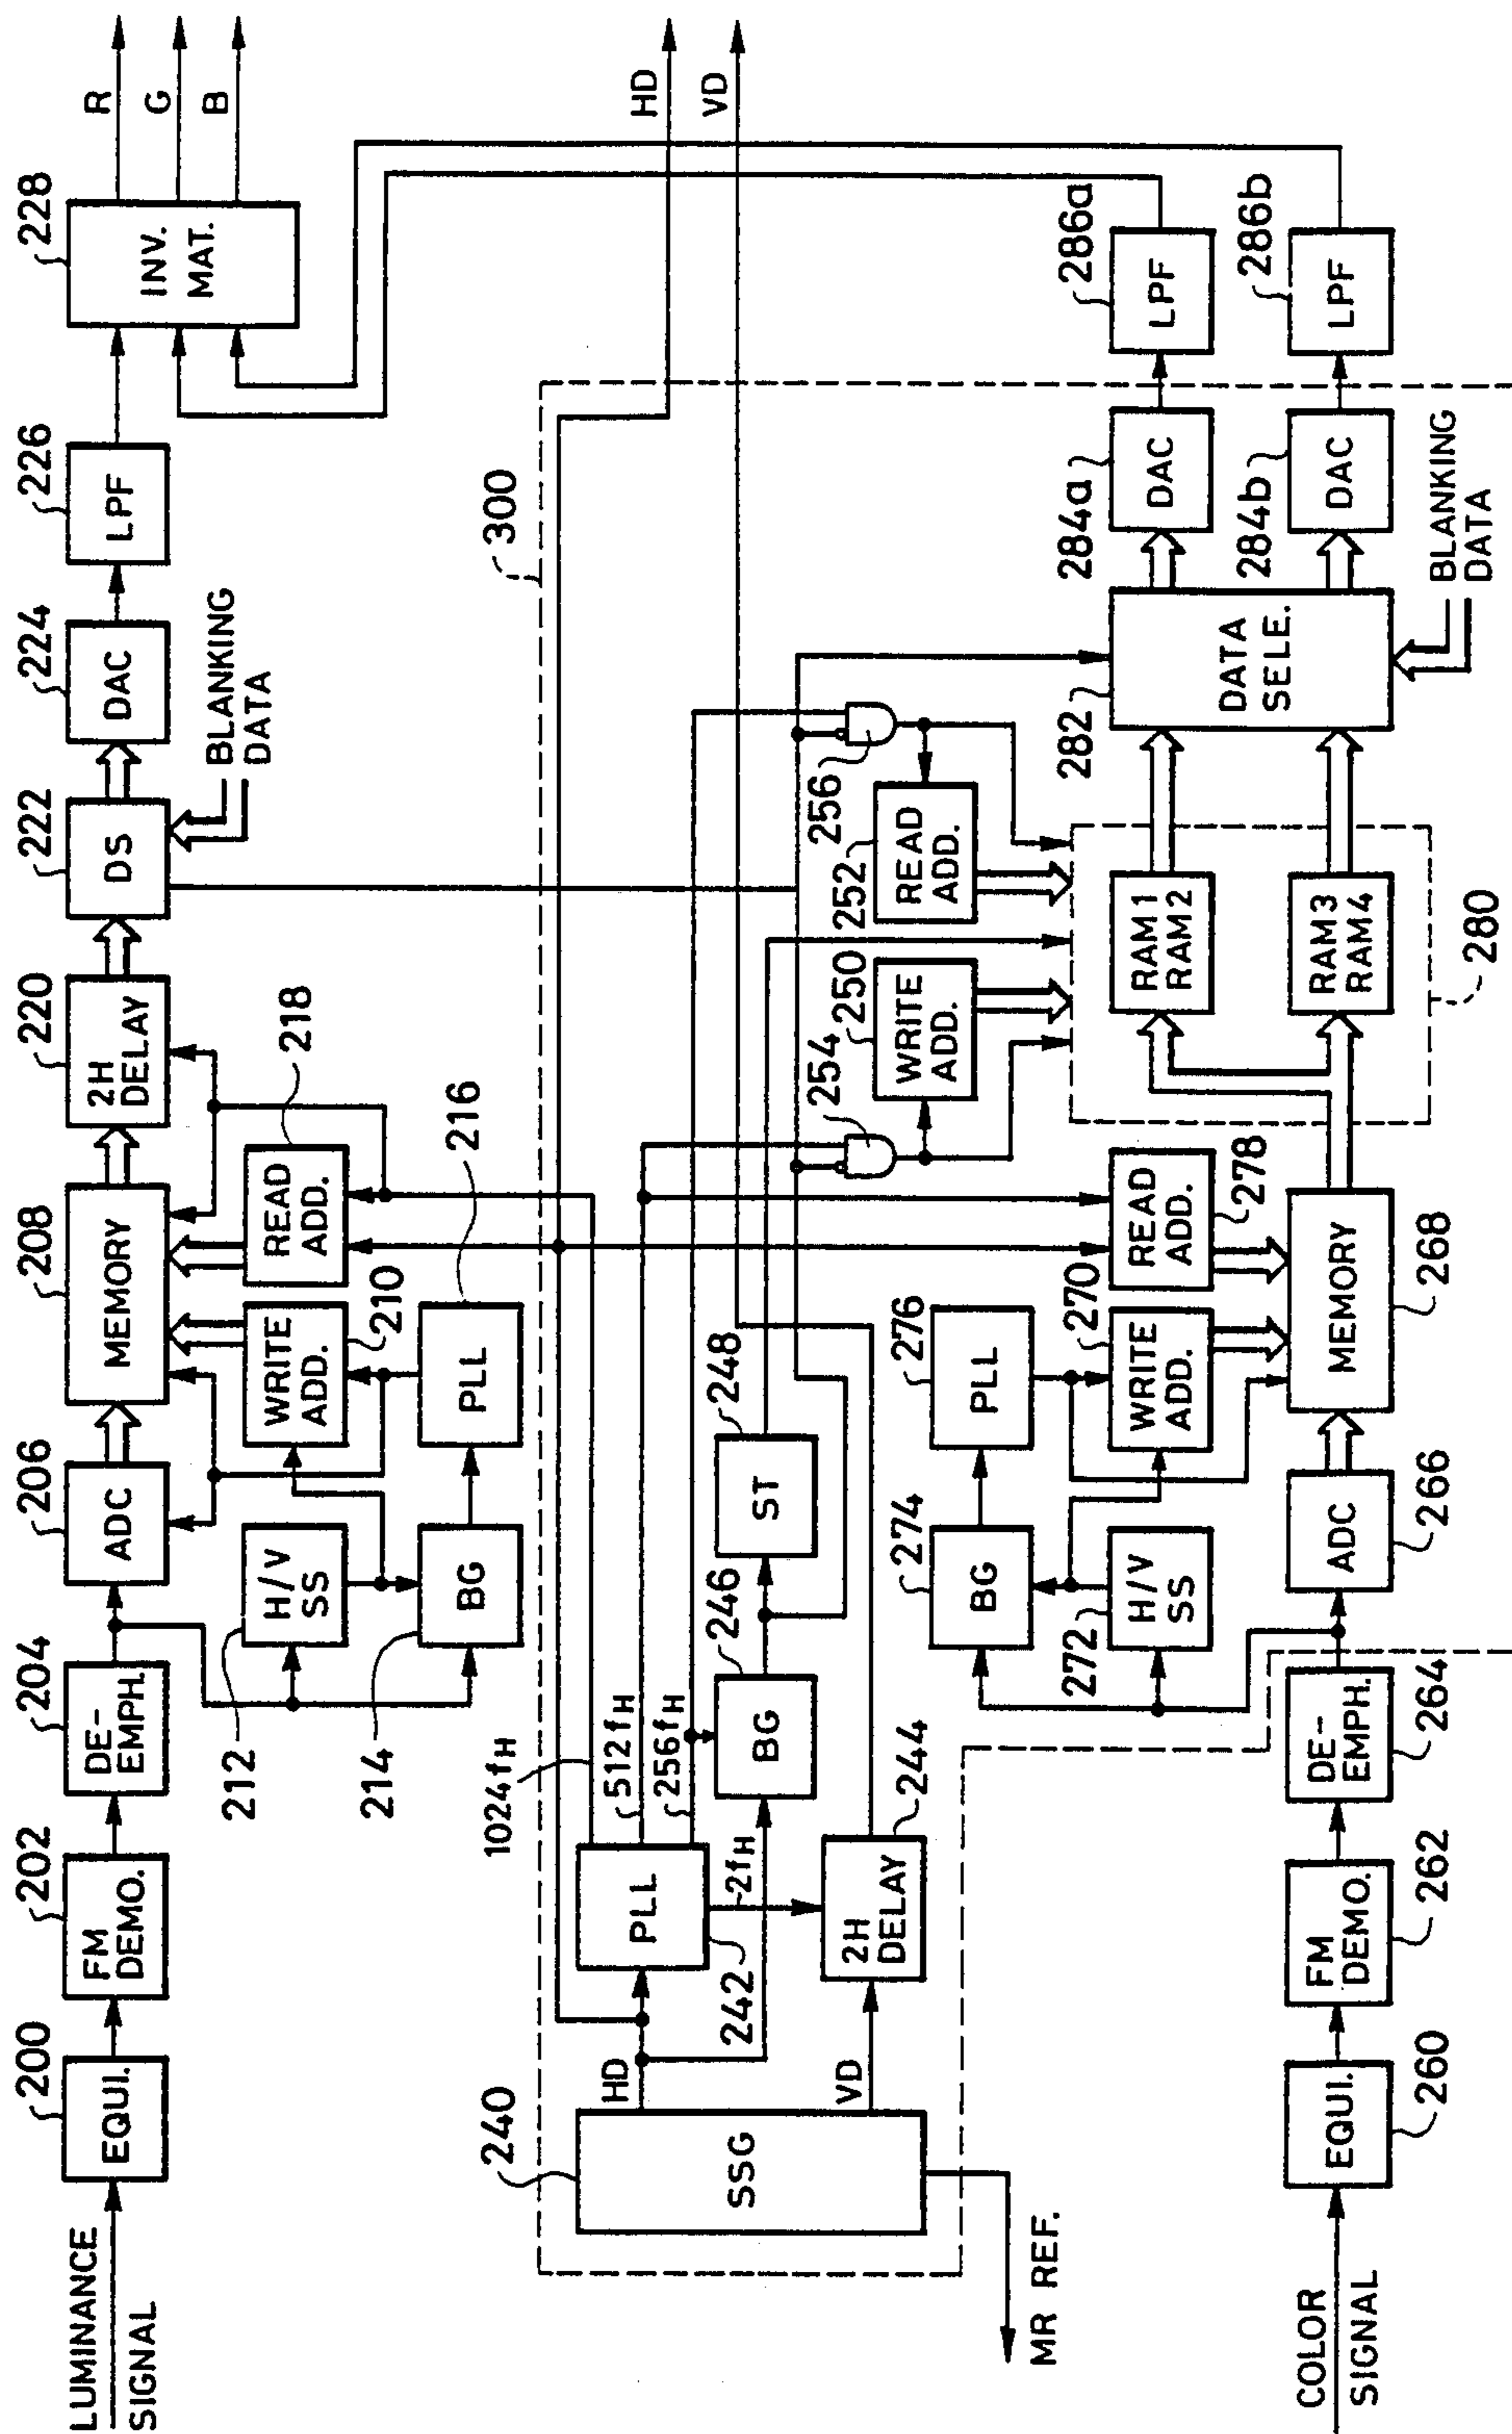 LUMINANCE
SIGNAL
200
EQUI.
202
FM
DEMO.
204
DE-
EMPH.
206
ADC
208
MEMORY
220
2H
DELAY
222
DS
224
DAC
226
LPF
228
INV.
MAT.
R
G
B
BLANKING
DATA
212
H/V
SS
210
WRITE
ADD.
218
READ
ADD.
214
BG
216
PLL
300
HD
VD
240
SSG
HD
VD
MR REF.
242
PLL
1024fH
512fH
256fH
2fH
244
2H
DELAY
246
BG
248
ST
254
250
WRITE
ADD.
252
READ
ADD.
256
274
BG
276
PLL
272
H/V
SS
270
WRITE
ADD.
278
READ
ADD.
COLOR
SIGNAL
260
EQUI.
262
FM
DEMO.
264
DE-
EMPH.
266
ADC
268
MEMORY
280
RAM1
RAM2
RAM3
RAM4
282
DATA
SELE.
BLANKING
DATA
284a
DAC
284b
DAC
286a
LPF
286b
LPF